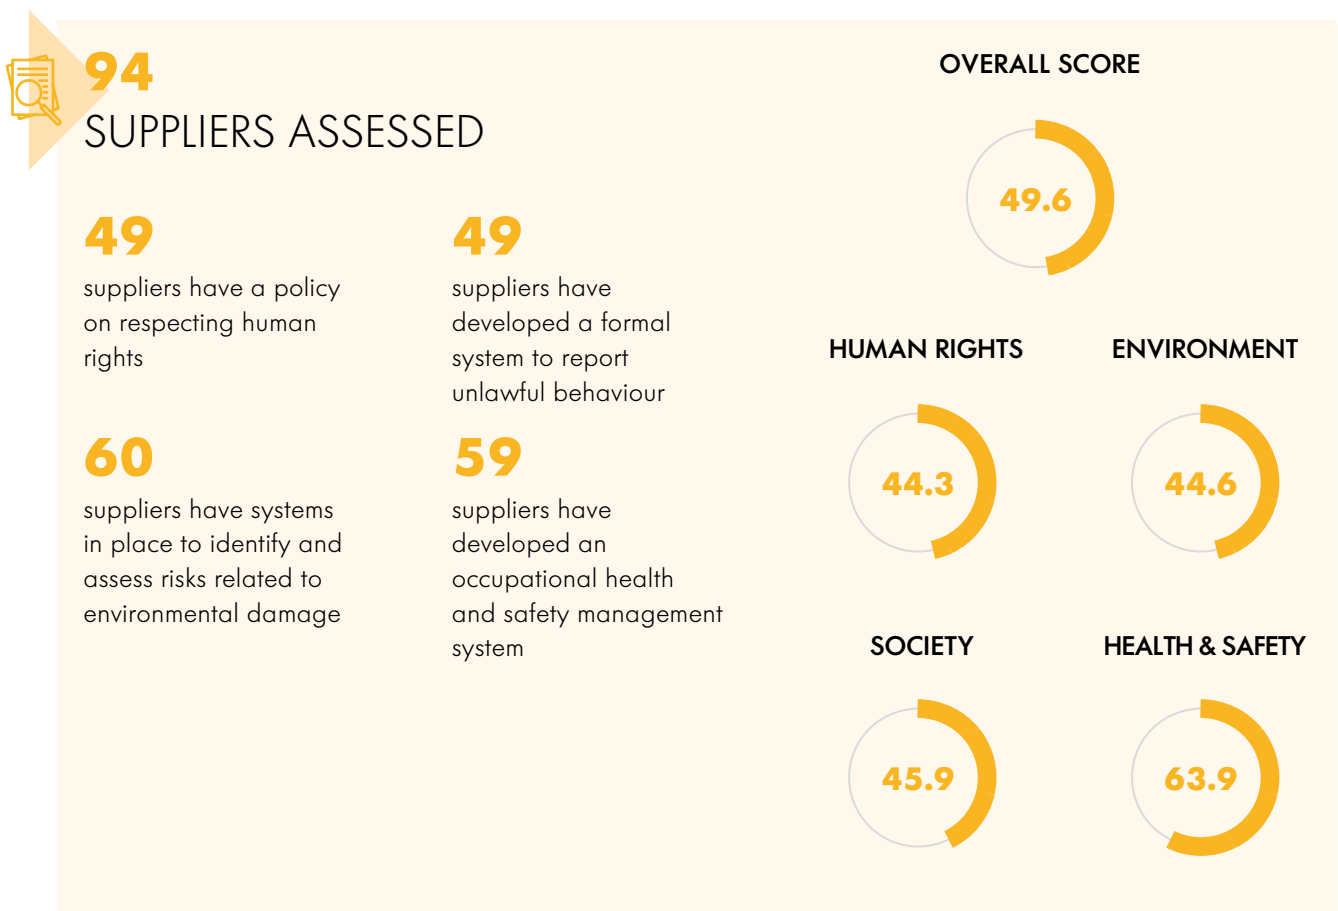 94
SUPPLIERS ASSESSED
49
suppliers have a policy
on respecting human
rights
49
suppliers have
developed a formal
system to report
unlawful behaviour
60
suppliers have systems
in place to identify and
assess risks related to
environmental damage
59
suppliers have
developed an
occupational health
and safety management
system
OVERALL SCORE
49.6
HUMAN RIGHTS
44.3
ENVIRONMENT
44.6
SOCIETY
45.9
HEALTH & SAFETY
63.9